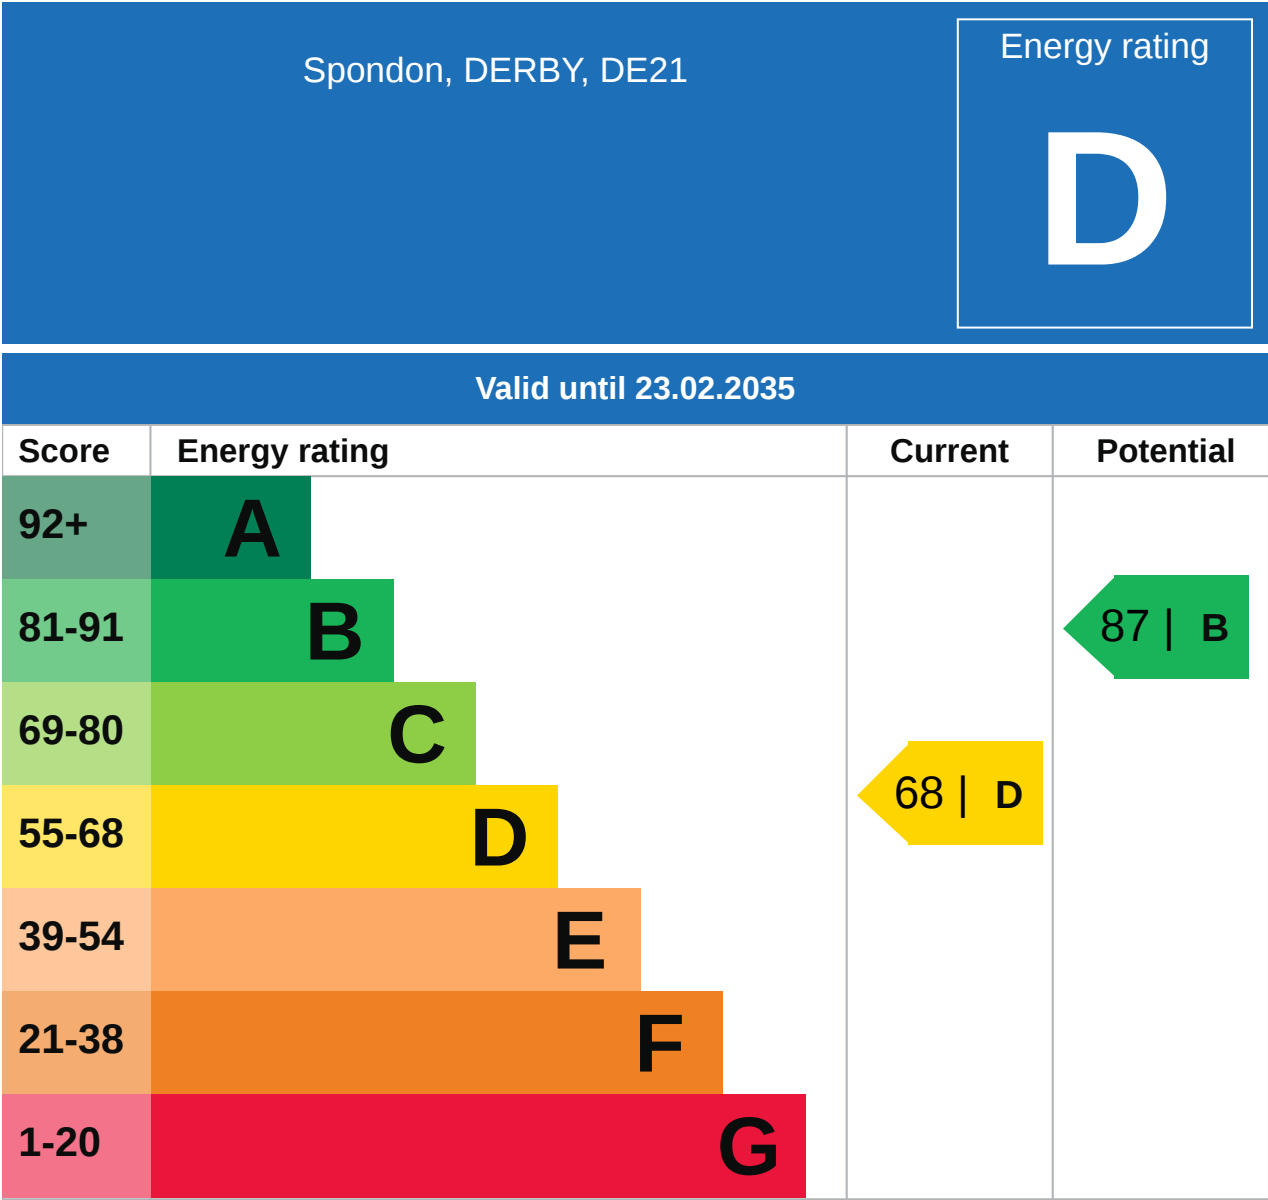 Spondon, DERBY, DE21
Energy rating
D
Valid until 23.02.2035
Score Energy rating Current Potential
92+ A
81-91 B 87 | B
69-80 C
68 | D
55-68 D
39-54 E
21-38 F
1-20 G